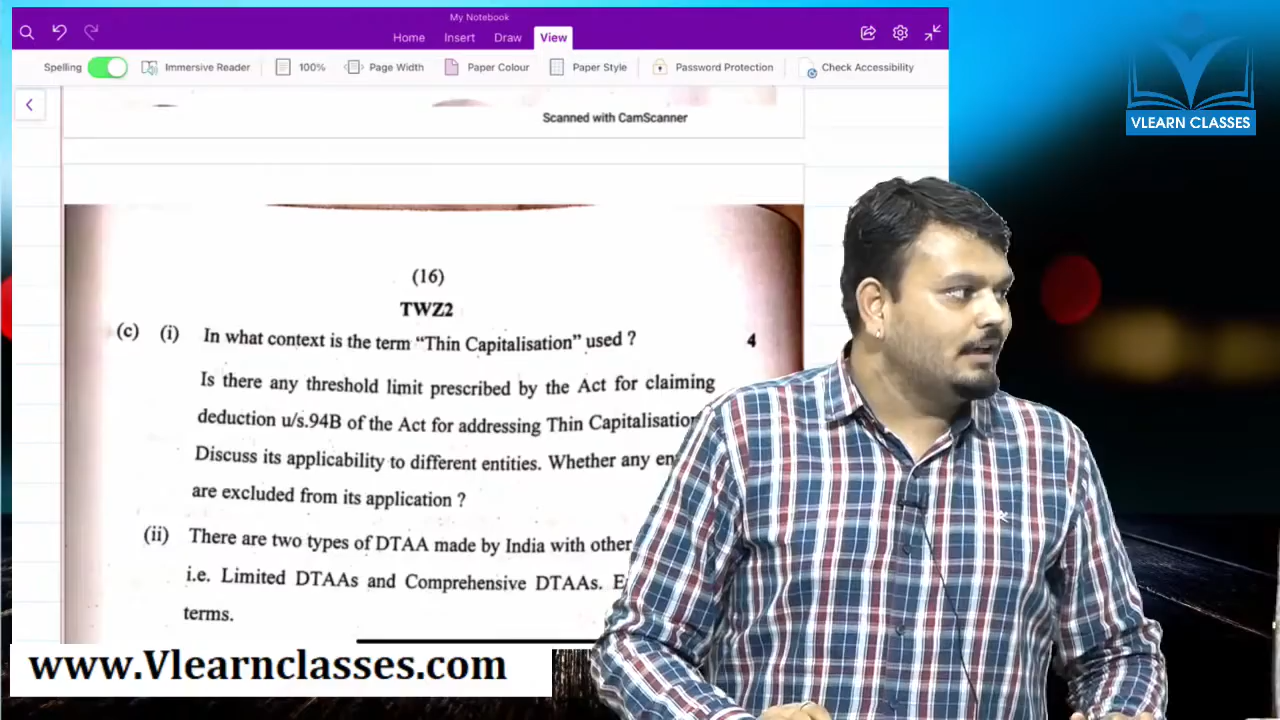 My Notebook
Home Insert Draw View
Spelling Immersive Reader 100% Page Width Paper Colour Paper Style Password Protection Check Accessibility
VLEARN CLASSES
Scanned with CamScanner
(16)
TWZ2
(c) (i) In what context is the term “Thin Capitalisation” used ? 4
Is there any threshold limit prescribed by the Act for claiming
deduction u/s.94B of the Act for addressing Thin Capitalisation
Discuss its applicability to different entities. Whether any
are excluded from its application ?
(ii) There are two types of DTAA made by India with other
i.e. Limited DTAAs and Comprehensive DTAAs.
terms.
www.Vlearnclasses.com